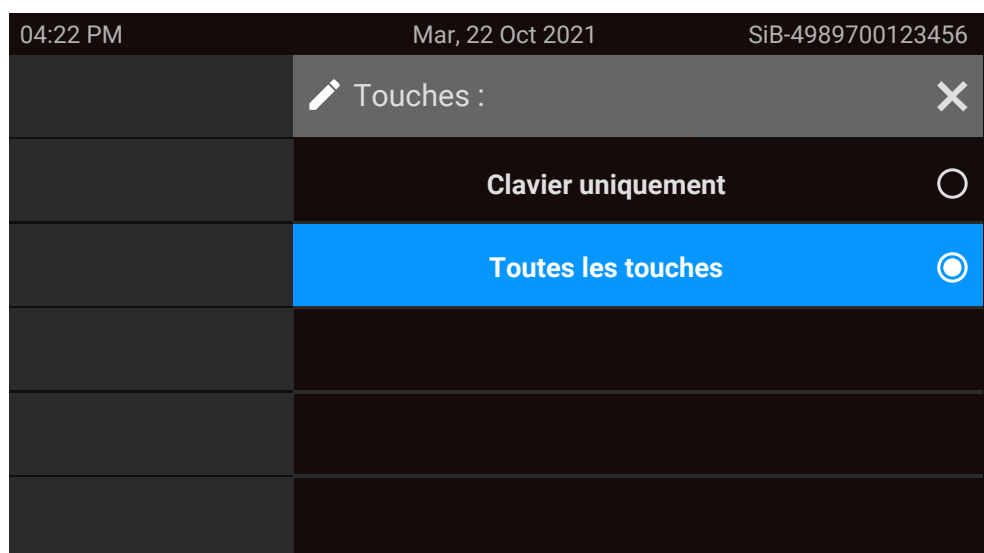 04:22 PM Mar, 22 Oct 2021 SiB-4989700123456
Touches :
Clavier uniquement
Toutes les touches